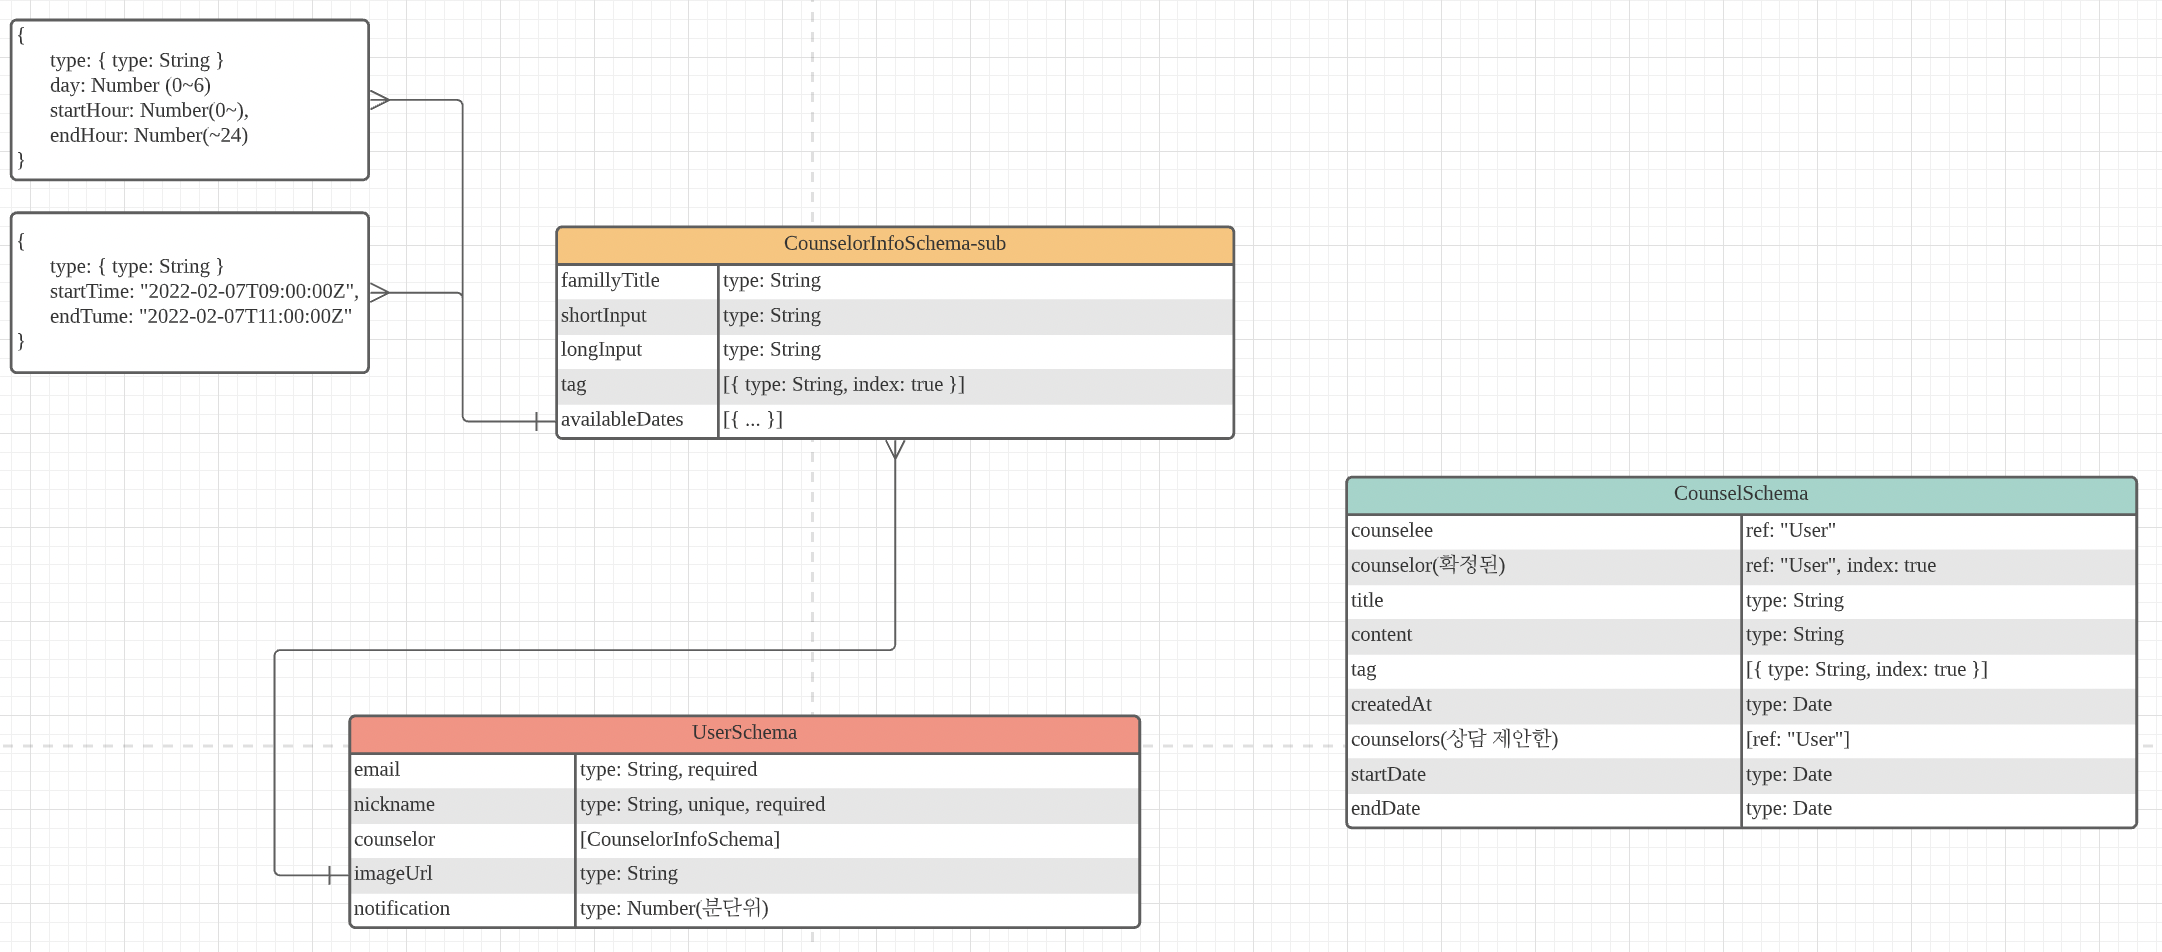 {
type: { type: String }
day: Number (0~6)
startHour: Number(0~),
endHour: Number(~24)
}
{
type: { type: String }
startTime: "2022-02-07T09:00:00Z",
endTume: "2022-02-07T11:00:00Z"
}
CounselorInfoSchema-sub
famillyTitle type: String
shortInput type: String
longInput type: String
tag [{ type: String, index: true }]
availableDates [{ ... }]
CounselSchema
counselee ref: "User"
counselor(확정된) ref: "User", index: true
title type: String
content type: String
tag [{ type: String, index: true }]
createdAt type: Date
counselors(상담 제안한) [ref: "User"]
startDate type: Date
endDate type: Date
UserSchema
email type: String, required
nickname type: String, unique, required
counselor [CounselorInfoSchema]
imageUrl type: String
notification type: Number(분단위)